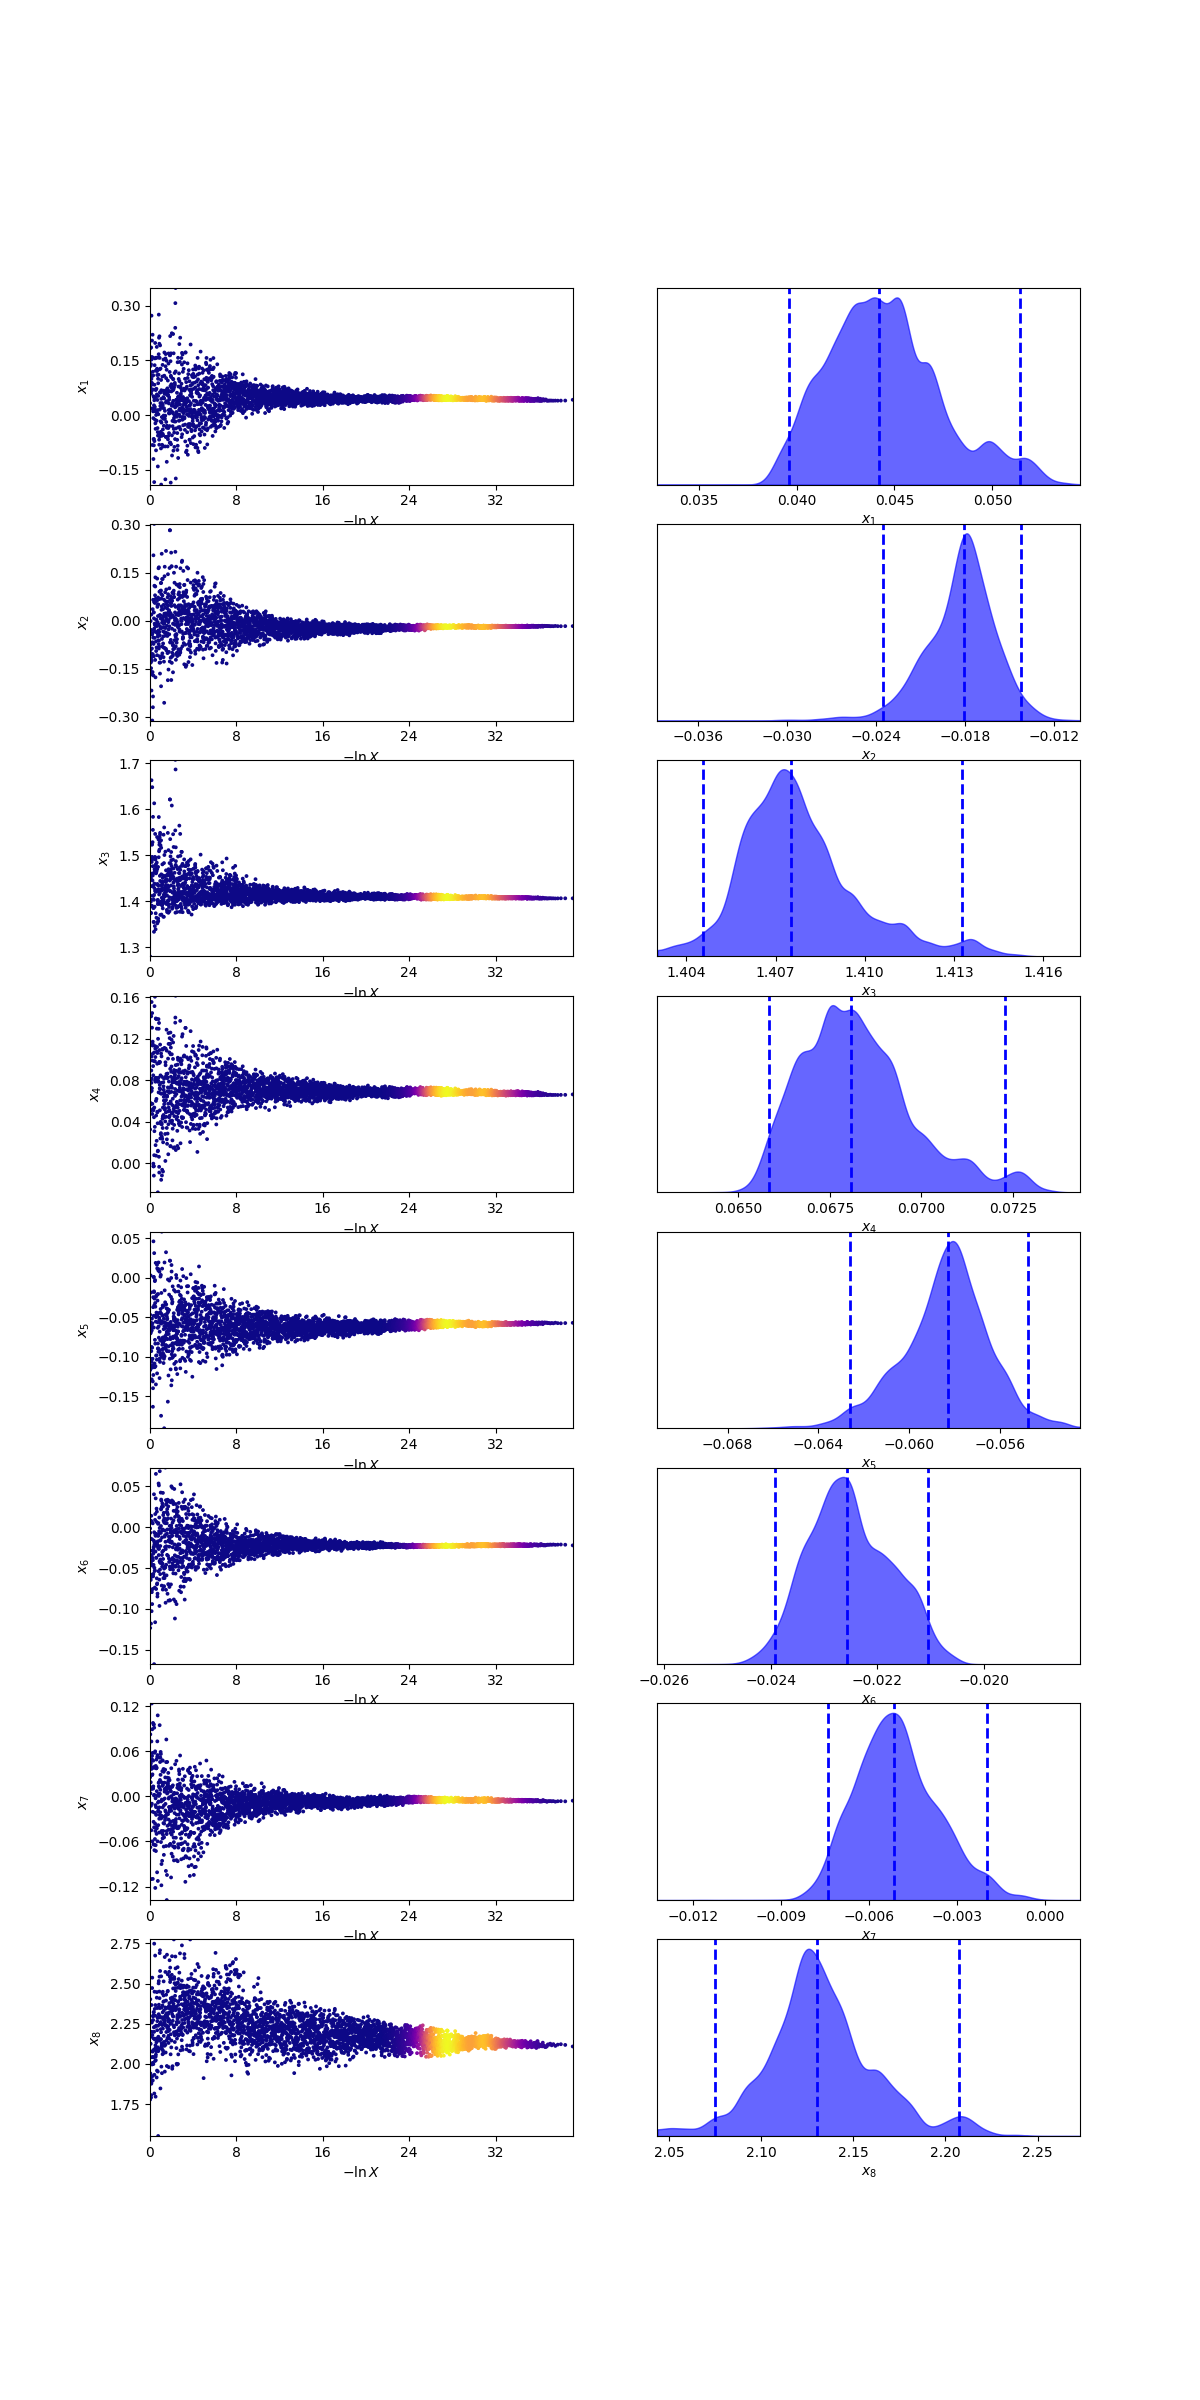 0.30
0.15
0.00
−0.15
x₁
0 8 16 24 32
−ln X
0.035 0.040 0.045 0.050
x₁
0.30
0.15
0.00
−0.15
−0.30
x₂
0 8 16 24 32
−ln X
−0.036 −0.030 −0.024 −0.018 −0.012
x₂
1.7
1.6
1.5
1.4
1.3
x₃
0 8 16 24 32
−ln X
1.404 1.407 1.410 1.413 1.416
x₃
0.16
0.12
0.08
0.04
0.00
x₄
0 8 16 24 32
−ln X
0.0650 0.0675 0.0700 0.0725
x₄
0.05
0.00
−0.05
−0.10
−0.15
x₅
0 8 16 24 32
−ln X
−0.068 −0.064 −0.060 −0.056
x₅
0.05
0.00
−0.05
−0.10
−0.15
x₆
0 8 16 24 32
−ln X
−0.026 −0.024 −0.022 −0.020
x₆
0.12
0.06
0.00
−0.06
−0.12
x₇
0 8 16 24 32
−ln X
−0.012 −0.009 −0.006 −0.003 0.000
x₇
2.75
2.50
2.25
2.00
1.75
x₈
0 8 16 24 32
−ln X
2.05 2.10 2.15 2.20 2.25
x₈